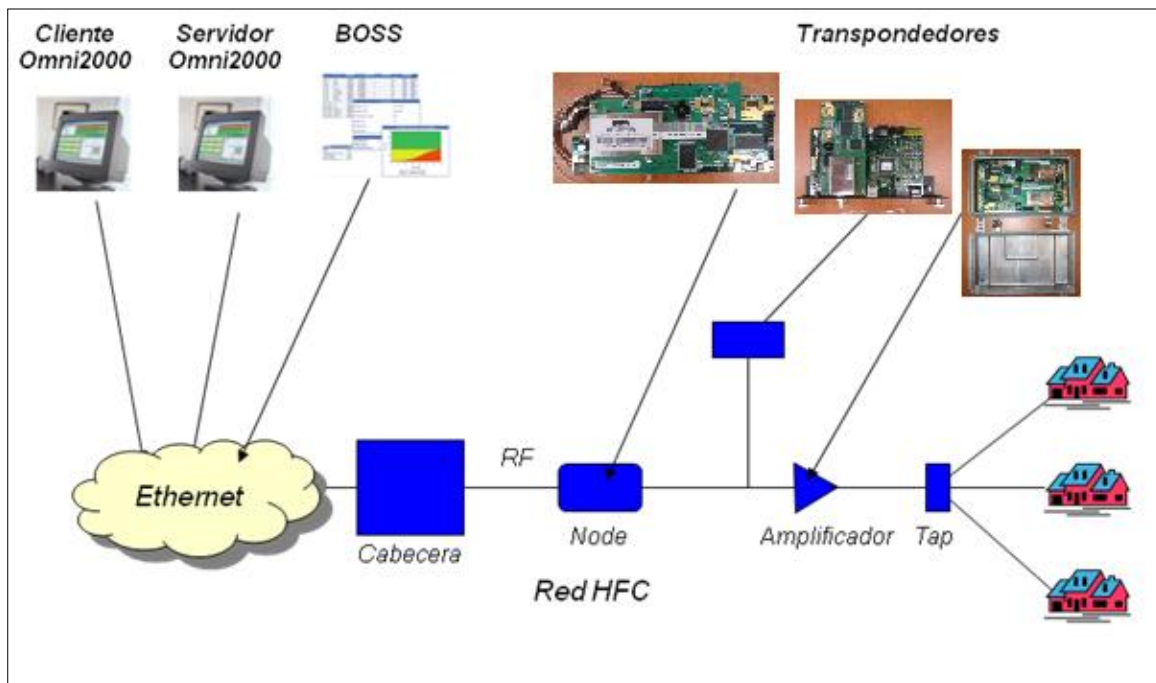 Cliente
Omni2000
Servidor
Omni2000
BOSS
Transpondedores
RF
Ethernet
Cabecera
Node
Amplificador
Tap
Red HFC